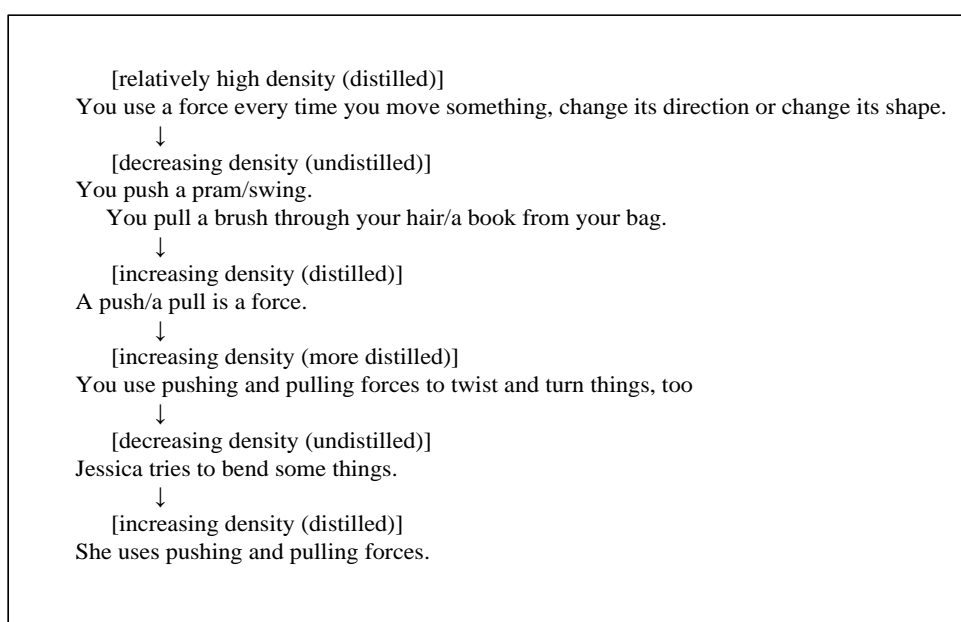 [relatively high density (distilled)]
You use a force every time you move something, change its direction or change its shape.
↓
[decreasing density (undistilled)]
You push a pram/swing.
You pull a brush through your hair/a book from your bag.
↓
[increasing density (distilled)]
A push/a pull is a force.
↓
[increasing density (more distilled)]
You use pushing and pulling forces to twist and turn things, too
↓
[decreasing density (undistilled)]
Jessica tries to bend some things.
↓
[increasing density (distilled)]
She uses pushing and pulling forces.